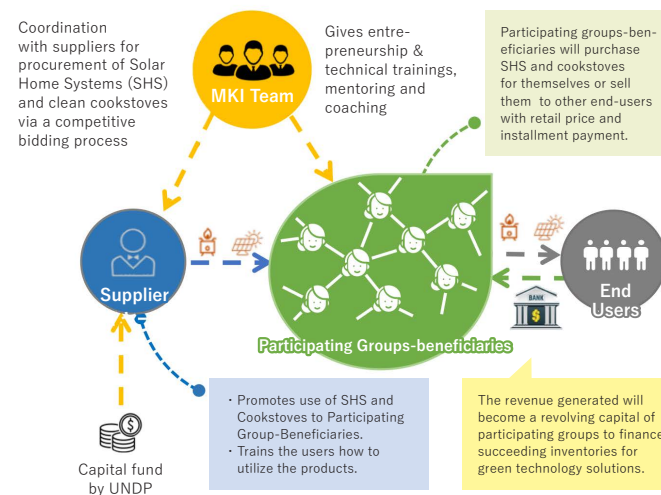 Coordination
with suppliers for
procurement of Solar
Home Systems (SHS)
and clean cookstoves
via a competitive
bidding process
MKI Team
Gives entre-
preneurship &
technical trainings,
mentoring and
coaching
Participating groups-ben-
eficiaries will purchase
SHS and cookstoves
for themselves or sell
them to other end-users
with retail price and
installment payment.
Supplier
Participating Groups-beneficiaries
BANK
$
End
Users
・Promotes use of SHS and
Cookstoves to Participating
Group-Beneficiaries.
・Trains the users how to
utilize the products.
The revenue generated will
become a revolving capital of
participating groups to finance
succeeding inventories for
green technology solutions.
Capital fund
by UNDP